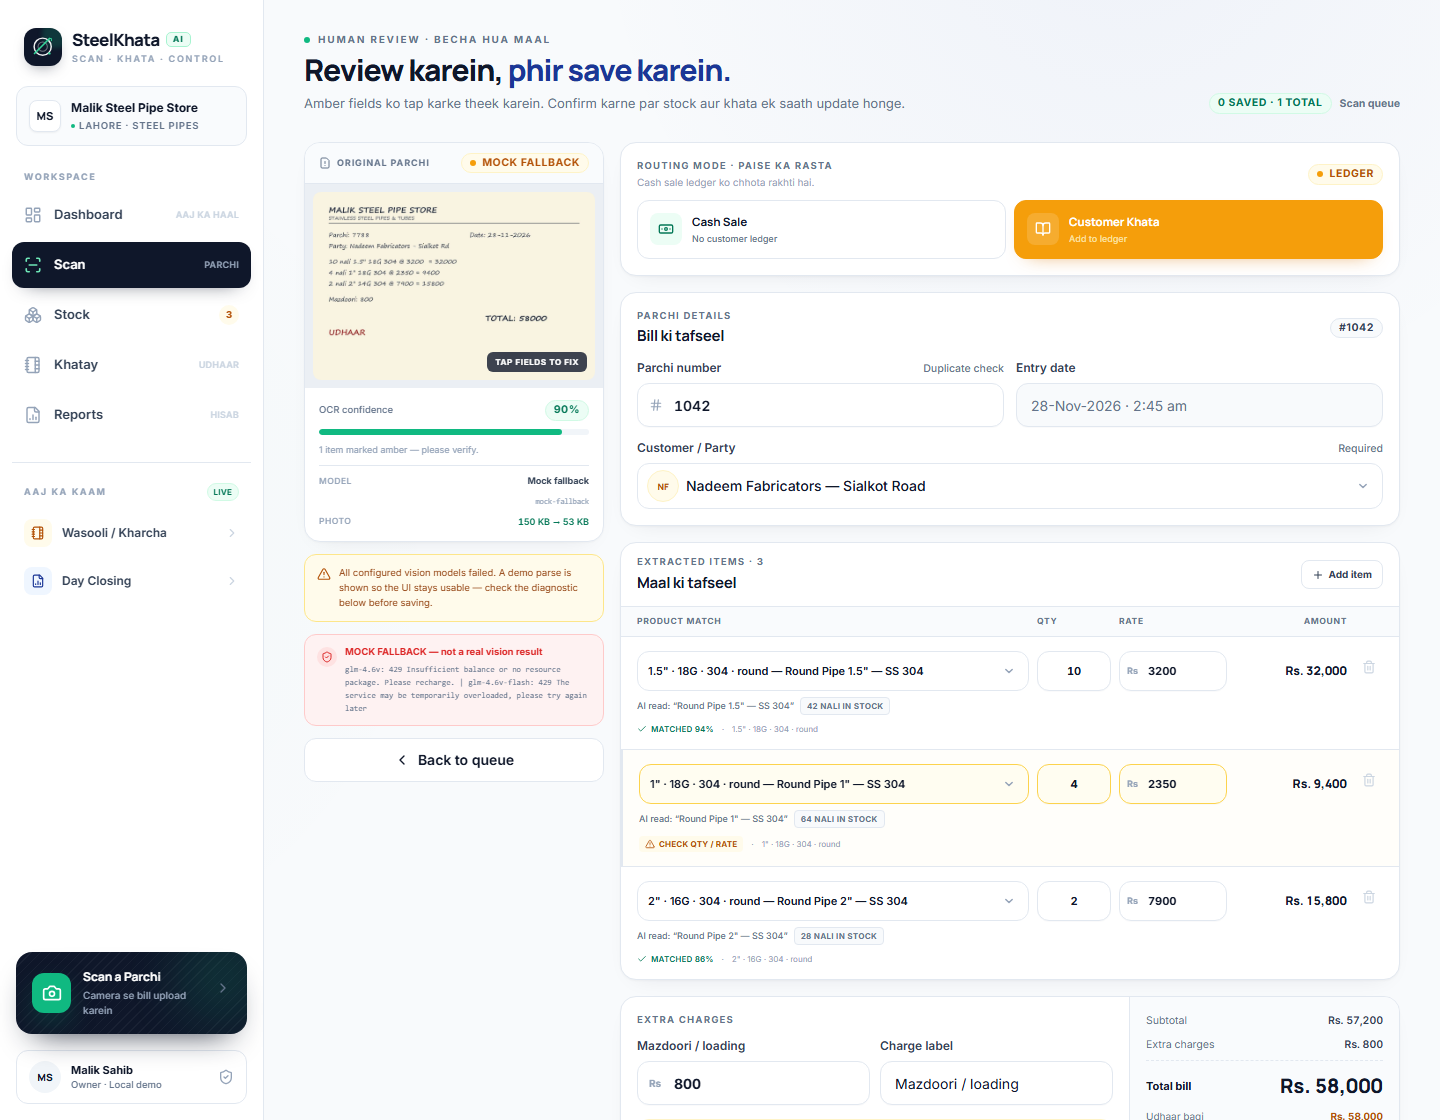 SteelKhata AI
SCAN · KHATA · CONTROL
MS
Malik Steel Pipe Store
LAHORE · STEEL PIPES
WORKSPACE
Dashboard AAJ KA HAAL
Scan PARCHI
Stock 3
Khatay UDHAAR
Reports HISAB
AAJ KA KAAM LIVE
Wasooli / Kharcha
Day Closing
Scan a Parchi
Camera se bill upload
karein
MS
Malik Sahib
Owner · Local demo
HUMAN REVIEW · BECHA HUA MAAL
Review karein, phir save karein.
Amber fields ko tap karke theek karein. Confirm karne par stock aur khata ek saath update honge.
0 SAVED · 1 TOTAL Scan queue
ORIGINAL PARCHI MOCK FALLBACK
MALIK STEEL PIPE STORE
STAINLESS STEEL PIPES & TUBES
Parchi: 7788 Date: 28-11-2026
Party: Nadeem Fabricators - Sialkot Rd
10 nali 1.5" 18G 304 @ 3200 = 32000
4 nali 1" 18G 304 @ 2350 = 9400
2 nali 2" 14G 304 @ 7900 = 15800
Mazdoori: 800
TOTAL: 58000
UDHAAR
TAP FIELDS TO FIX
OCR confidence 90%
1 item marked amber — please verify.
MODEL Mock fallback
mock-fallback
PHOTO 150 KB → 53 KB
All configured vision models failed. A demo parse is
shown so the UI stays usable — check the diagnostic
below before saving.
MOCK FALLBACK — not a real vision result
glm-4.6v: 429 Insufficient balance or no resource
package. Please recharge. | glm-4.6v-flash: 429 The
service may be temporarily overloaded, please try again
later
Back to queue
ROUTING MODE · PAISE KA RASTA
Cash sale ledger ko chhota rakhti hai.
LEDGER
Cash Sale
No customer ledger
Customer Khata
Add to ledger
PARCHI DETAILS
Bill ki tafseel
#1042
Parchi number Duplicate check
# 1042
Entry date
28-Nov-2026 · 2:45 am
Customer / Party Required
NF Nadeem Fabricators — Sialkot Road
EXTRACTED ITEMS · 3
Maal ki tafseel
+ Add item
PRODUCT MATCH QTY RATE AMOUNT
1.5" · 18G · 304 · round — Round Pipe 1.5" — SS 304 10 Rs 3200 Rs. 32,000
AI read: “Round Pipe 1.5" — SS 304” 42 NALI IN STOCK
MATCHED 94% · 1.5" · 18G · 304 · round
1" · 18G · 304 · round — Round Pipe 1" — SS 304 4 Rs 2350 Rs. 9,400
AI read: “Round Pipe 1" — SS 304” 64 NALI IN STOCK
CHECK QTY / RATE · 1" · 18G · 304 · round
2" · 16G · 304 · round — Round Pipe 2" — SS 304 2 Rs 7900 Rs. 15,800
AI read: “Round Pipe 2" — SS 304” 28 NALI IN STOCK
MATCHED 86% · 2" · 16G · 304 · round
EXTRA CHARGES
Mazdoori / loading
Rs 800
Charge label
Mazdoori / loading
Subtotal Rs. 57,200
Extra charges Rs. 800
Total bill Rs. 58,000
Udhaar baqi Rs. 58,000